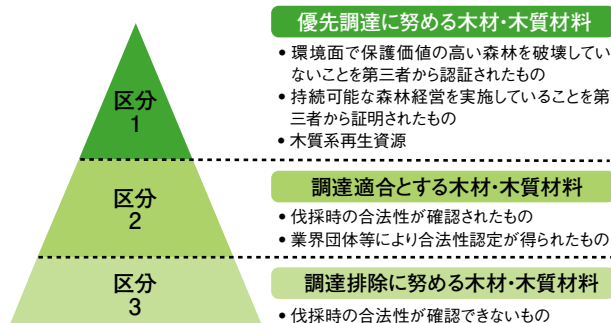 優先調達に努める木材・木質材料
• 環境面で保護価値の高い森林を破壊してい
ないことを第三者から認証されたもの
• 持続可能な森林経営を実施していることを第
三者から証明されたもの
• 木質系再生資源
区分
1
調達適合とする木材・木質材料
• 伐採時の合法性が確認されたもの
• 業界団体等により合法性認定が得られたもの
区分
2
調達排除に努める木材・木質材料
• 伐採時の合法性が確認できないもの
区分
3